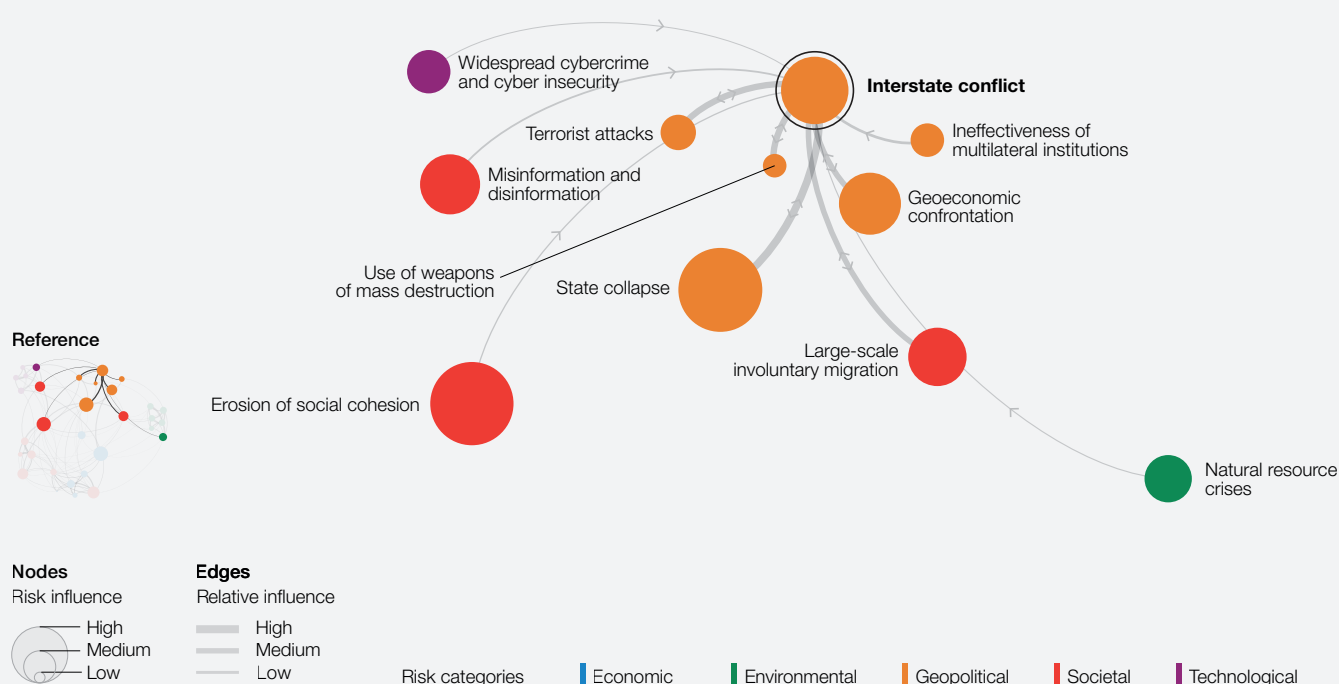 Widespread cybercrime
and cyber insecurity
Interstate conflict
Terrorist attacks
Ineffectiveness of
multilateral institutions
Misinformation and
disinformation
Geoeconomic
confrontation
Use of weapons
of mass destruction
State collapse
Reference
Large-scale
involuntary migration
Erosion of social cohesion
Natural resource
crises
Nodes
Risk influence
High
Medium
Low
Edges
Relative influence
High
Medium
Low
Risk categories
Economic
Environmental
Geopolitical
Societal
Technological